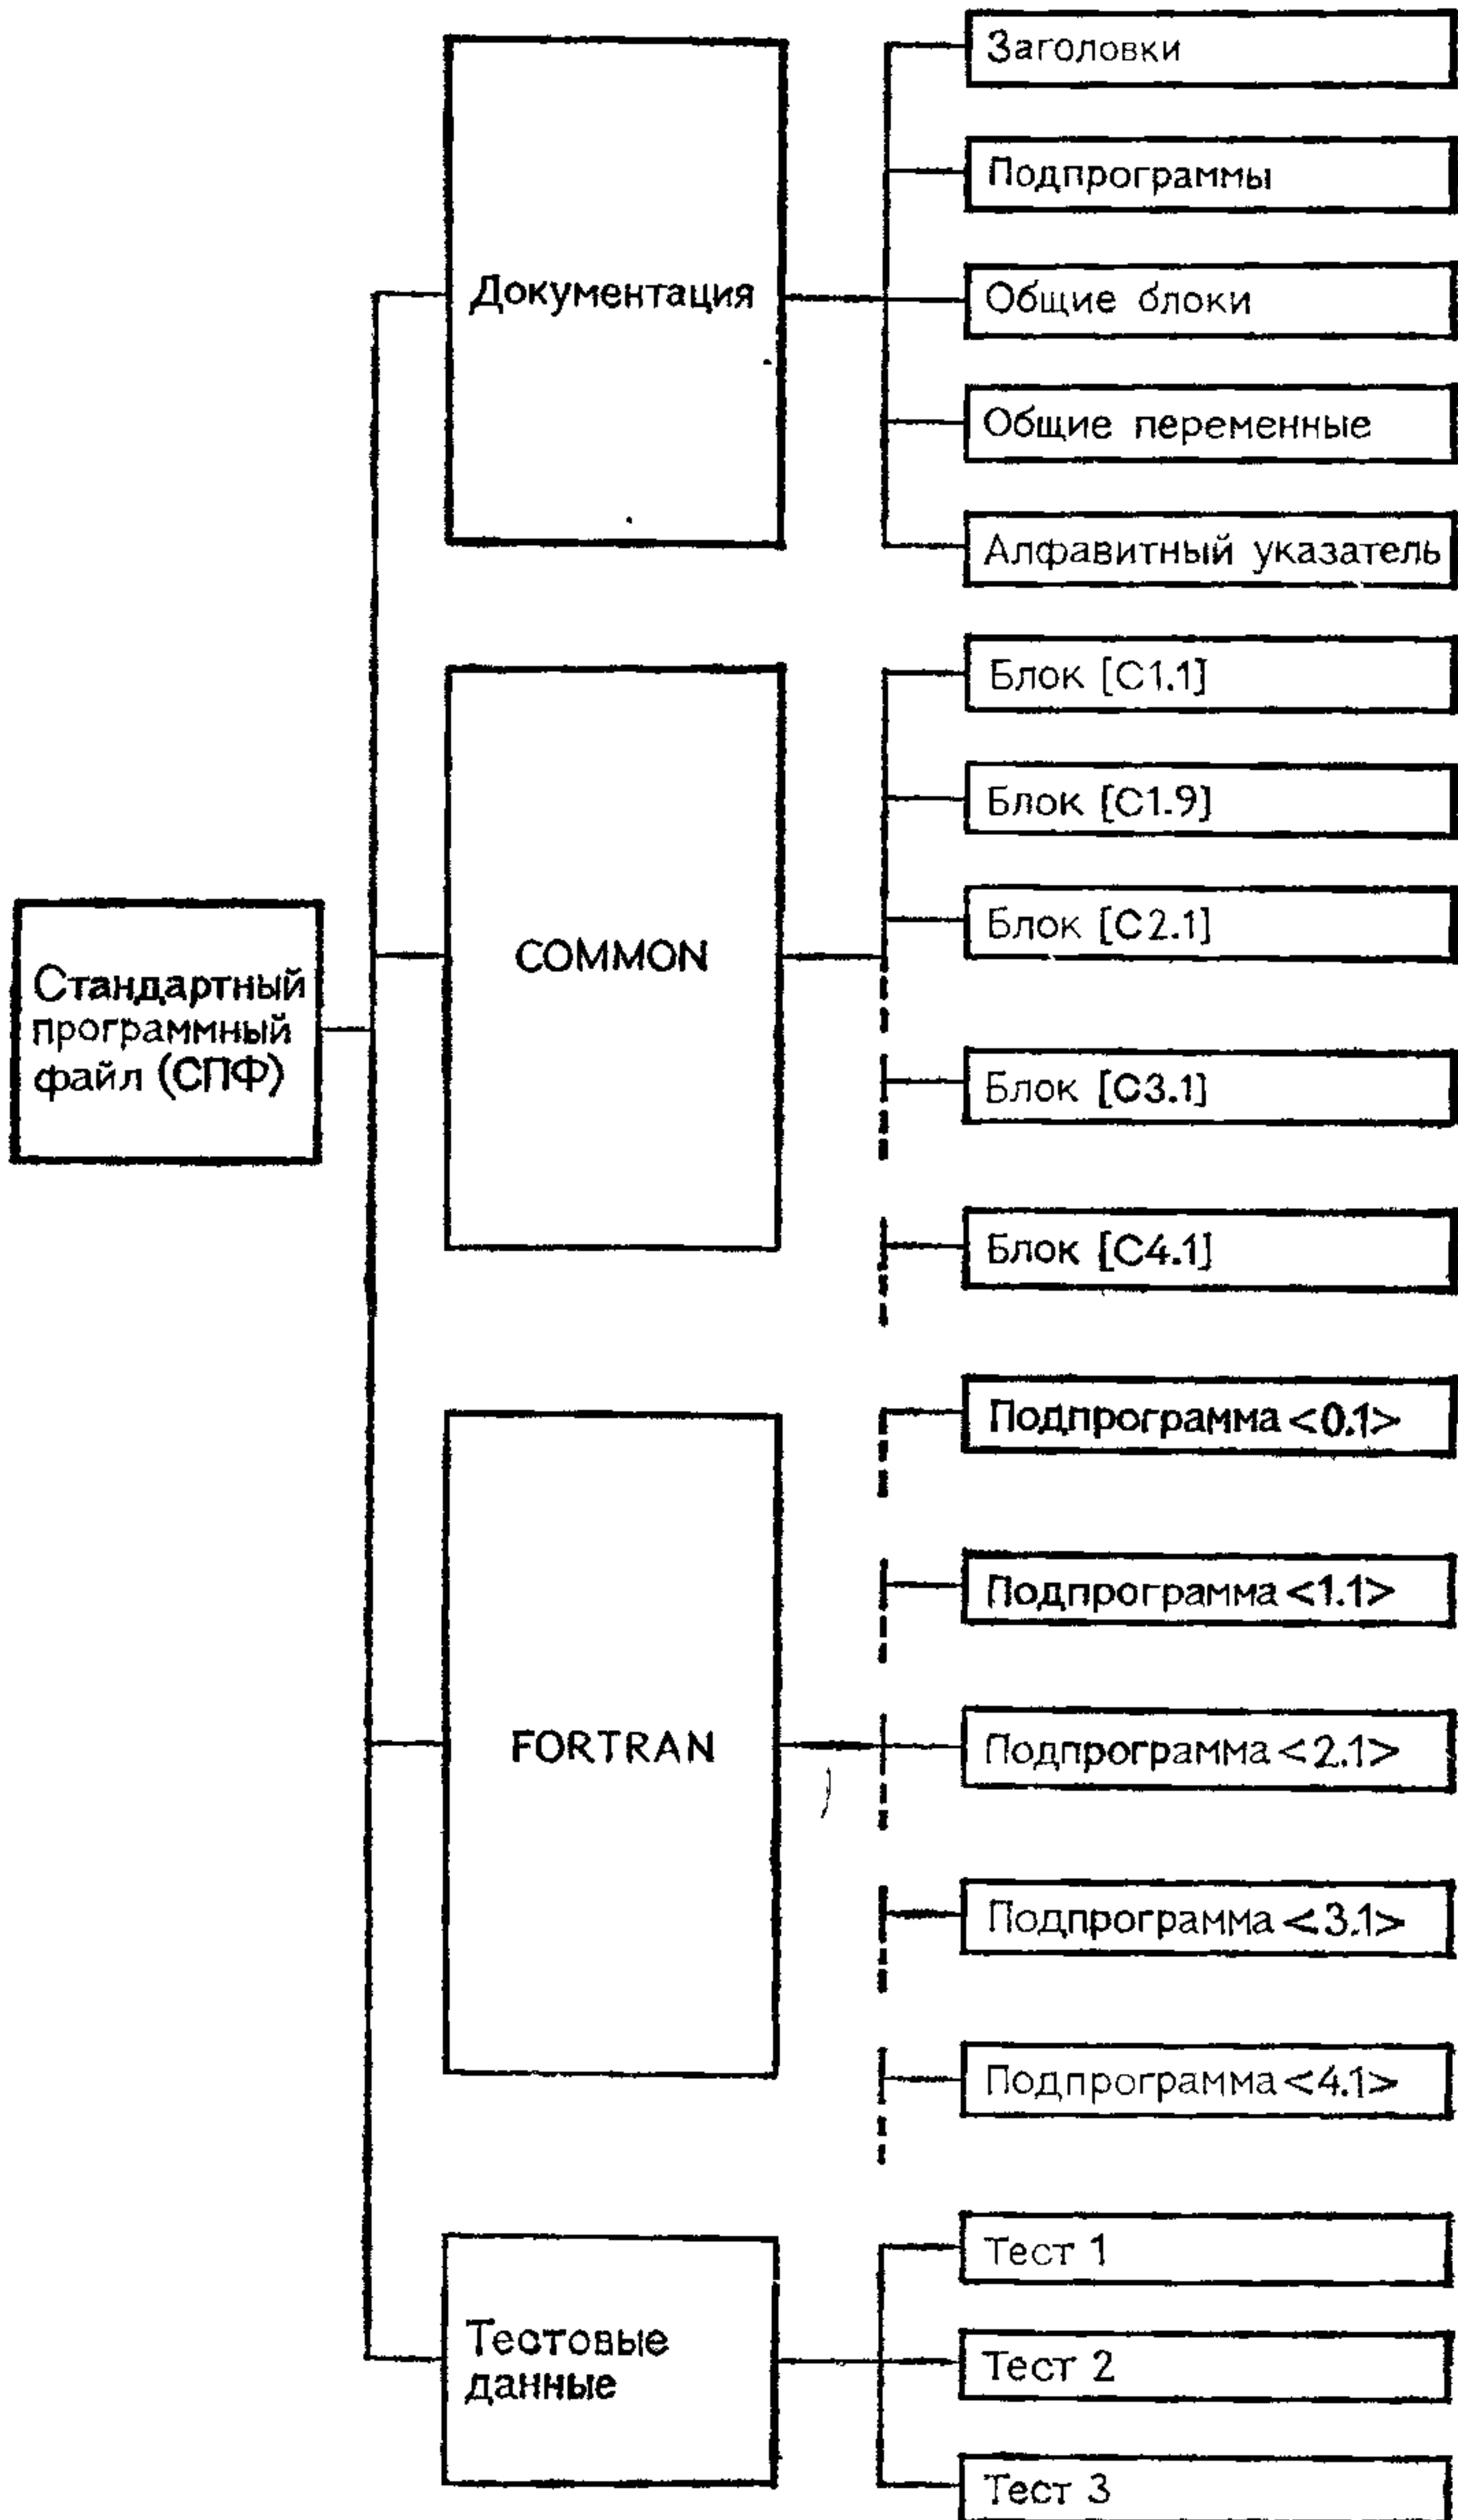 Стандартный
программный
файл (СПФ)
Документация
Заголовки
Подпрограммы
Общие блоки
Общие переменные
Алфавитный указатель
COMMON
Блок [C1.1]
Блок [C1.9]
Блок [C2.1]
Блок [C3.1]
Блок [C4.1]
FORTRAN
Подпрограмма <0.1>
Подпрограмма <1.1>
Подпрограмма <2.1>
Подпрограмма <3.1>
Подпрограмма <4.1>
Тестовые
данные
Тест 1
Тест 2
Тест 3